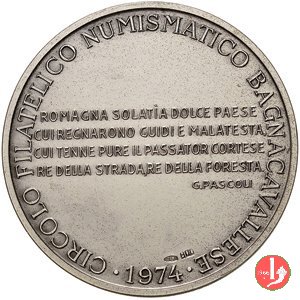 CIRCOLO FILATELICO NUMISMATICO BAGNACAVALLESE
ROMAGNA SOLATÌA DOLCE PAESE
CUI REGNARONO GUIDI E MALATESTA,
CUI TENNE PURE IL PASSATOR CORTESE
RE DELLA STRADA RE DELLA FORESTA.
G.PASCOLI
· 1974 ·